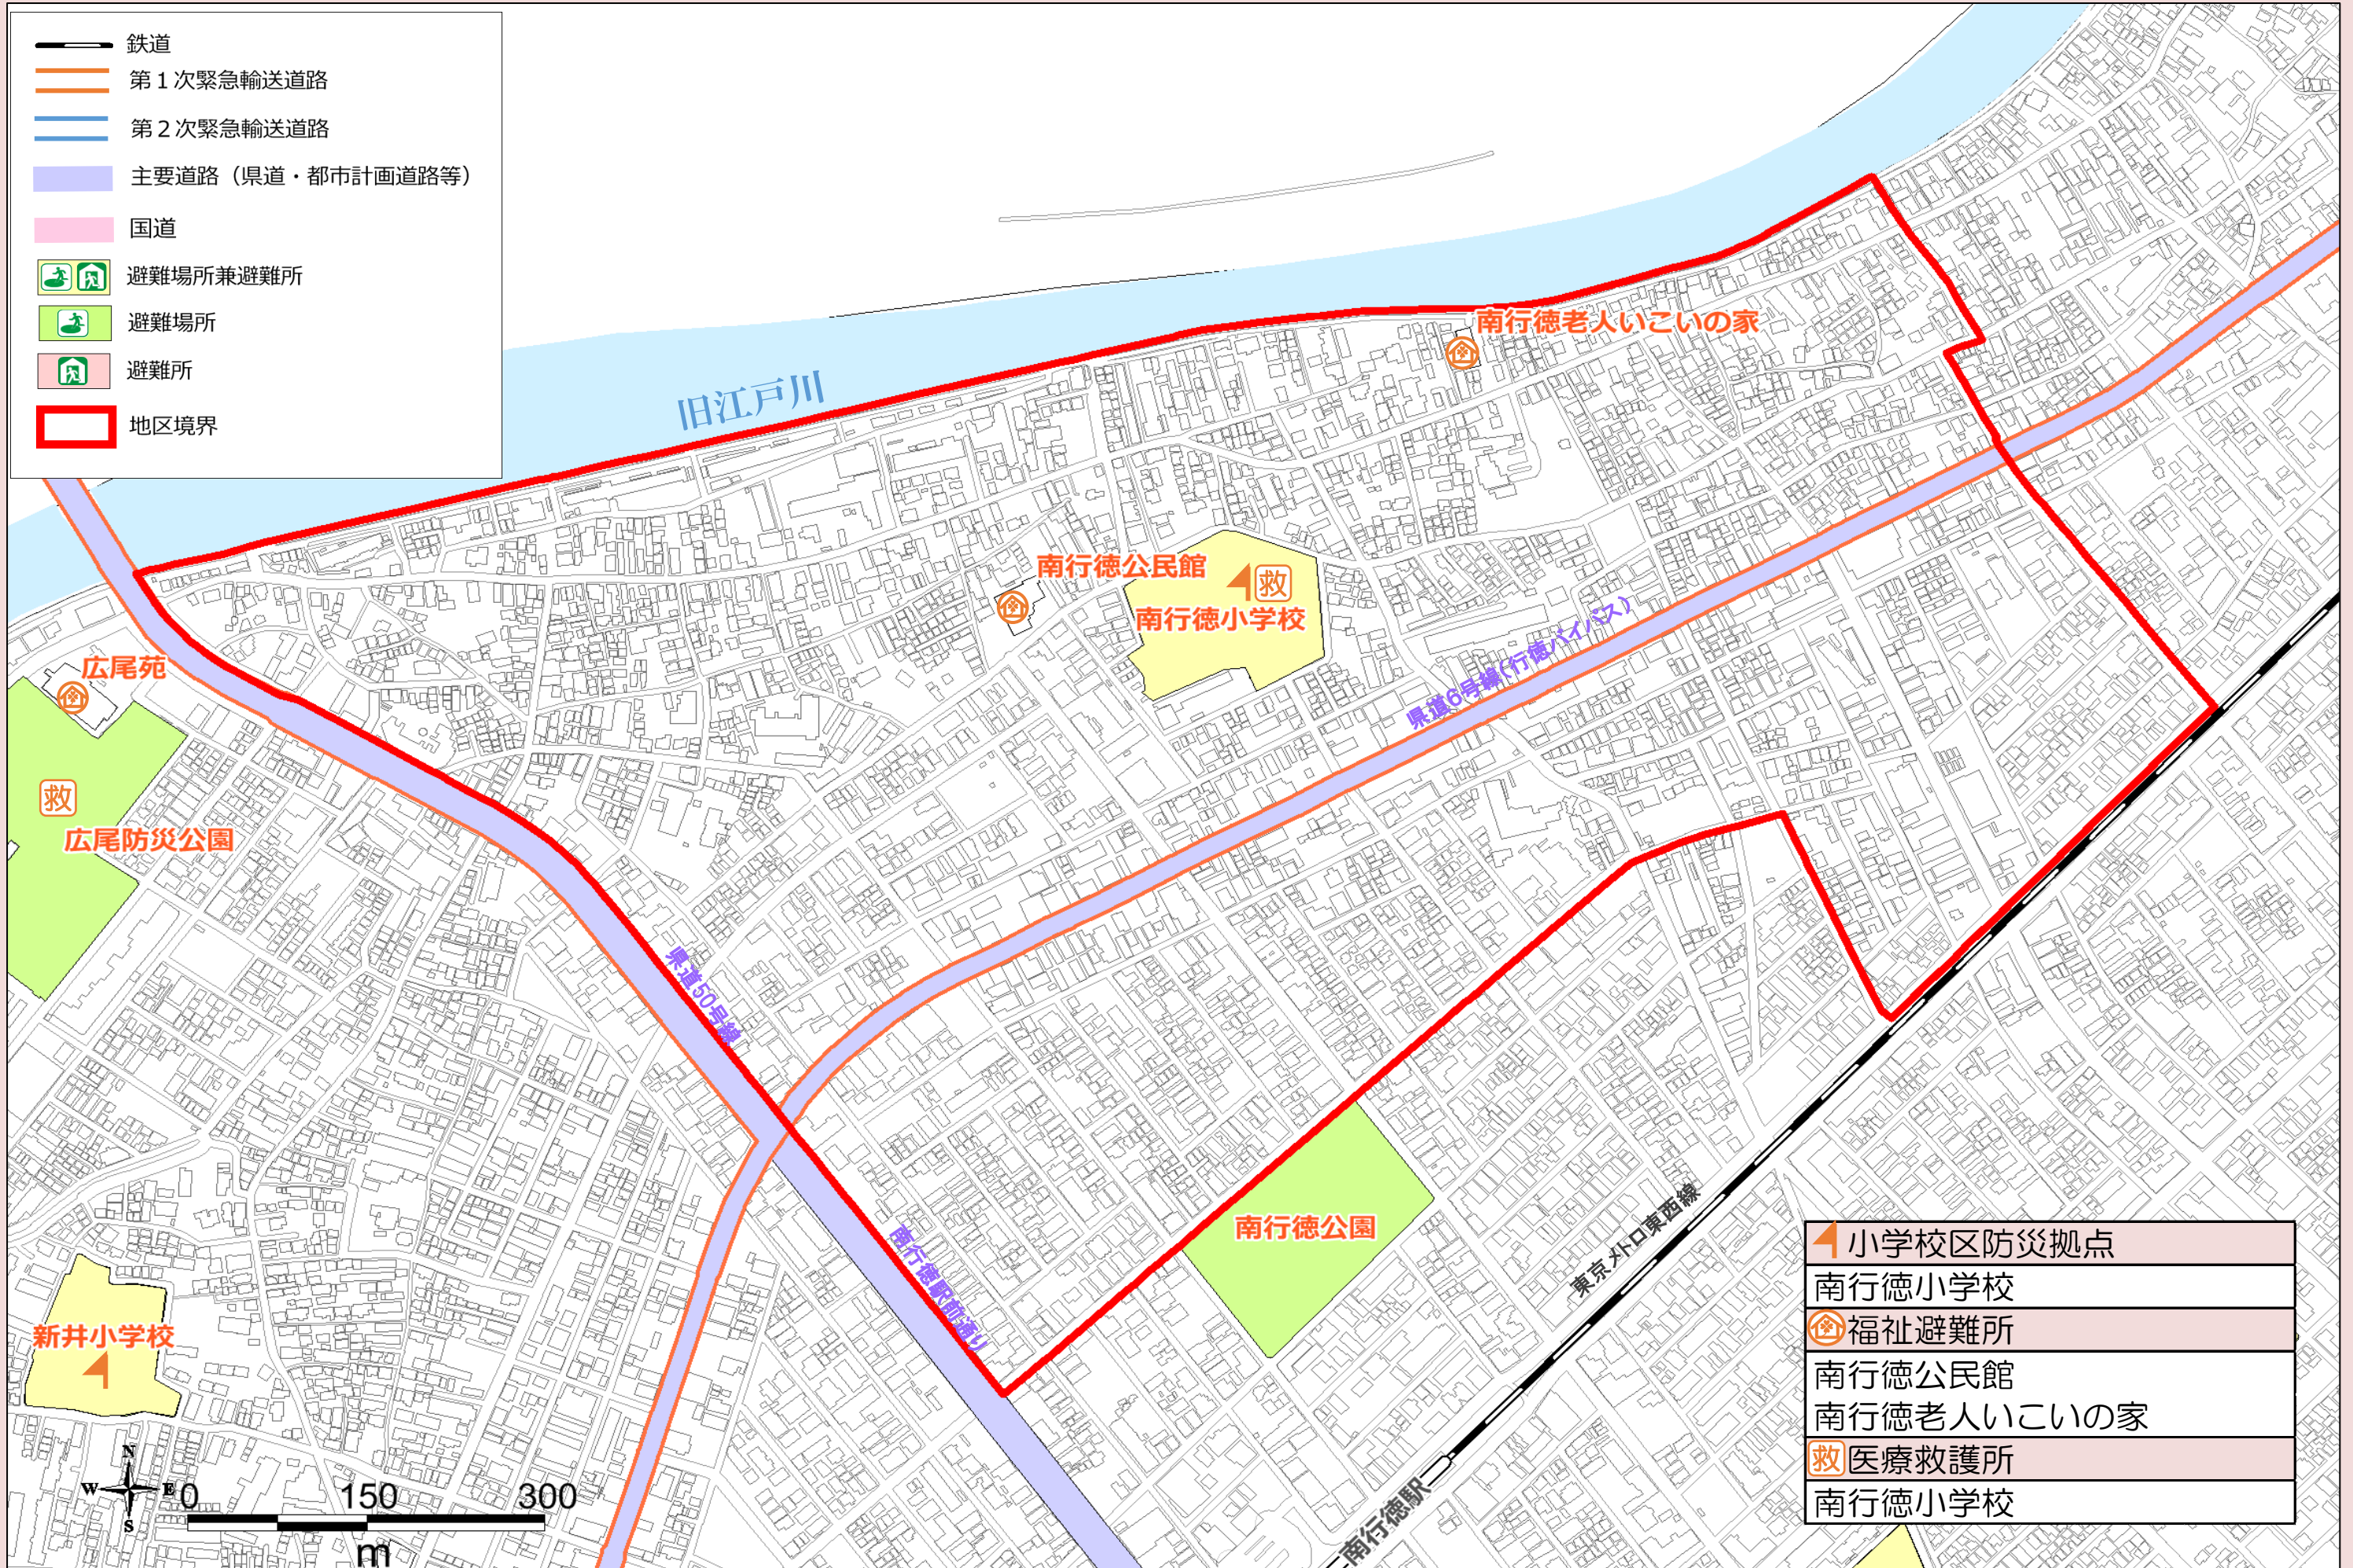 鉄道
第1次緊急輸送道路
第2次緊急輸送道路
主要道路（県道・都市計画道路等）
国道
避難場所兼避難所
避難場所
避難所
地区境界
旧江戸川
南行徳老人いこいの家
南行徳公民館
救
南行徳小学校
県道6号線(行徳バイパス)
広尾苑
救
広尾防災公園
県道50号線
南行徳駅前通り
南行徳公園
東京メトロ東西線
南行徳駅
新井小学校
N
W E
S
0 150 300
m
小学校区防災拠点
南行徳小学校
福祉避難所
南行徳公民館
南行徳老人いこいの家
救 医療救護所
南行徳小学校